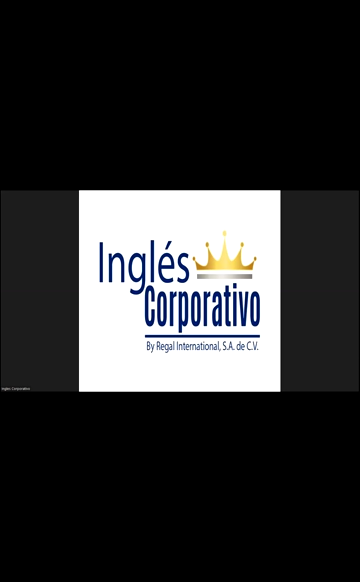 Inglés
Corporativo
By Regal International, S.A. de C.V.
Inglés Corporativo